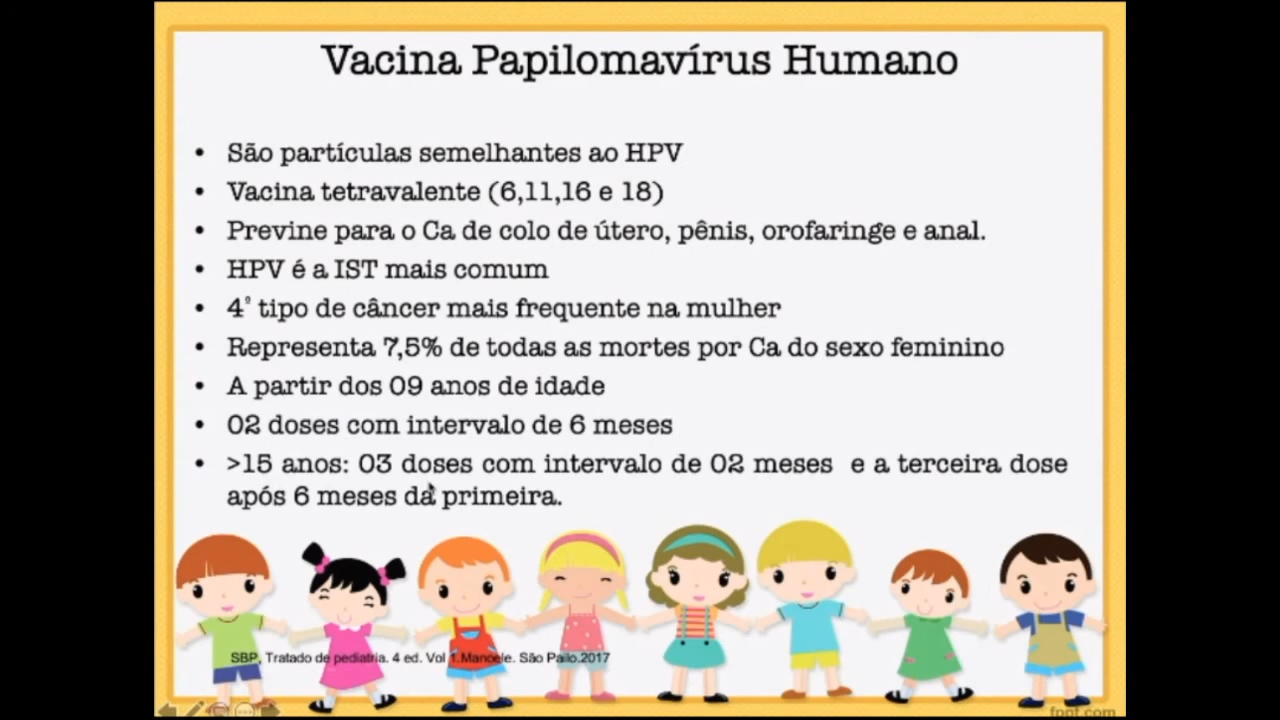 Vacina Papilomavírus Humano
• São partículas semelhantes ao HPV
• Vacina tetravalente (6,11,16 e 18)
• Previne para o Ca de colo de útero, pênis, orofaringe e anal.
• HPV é a IST mais comum
• 4º tipo de câncer mais frequente na mulher
• Representa 7,5% de todas as mortes por Ca do sexo feminino
• A partir dos 09 anos de idade
• 02 doses com intervalo de 6 meses
• >15 anos: 03 doses com intervalo de 02 meses e a terceira dose
após 6 meses da primeira.
SBP, Tratado de pediatria. 4 ed. Vol 1.Manoele. São Pailo.2017
fppt.com